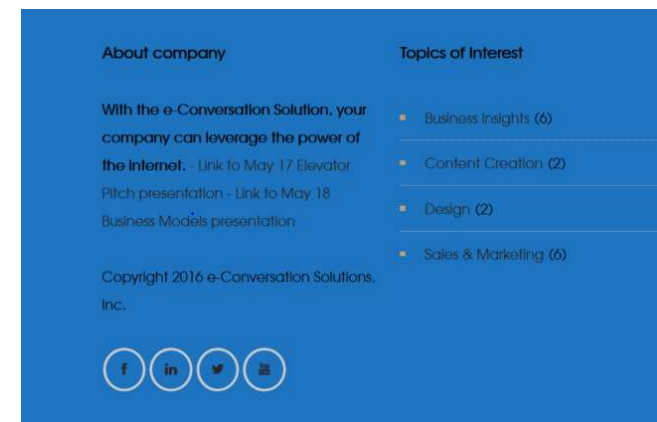 About company
With the e-Conversation Solution, your
company can leverage the power of
the internet. - Link to May 17 Elevator
Pitch presentation - Link to May 18
Business Models presentation
Copyright 2016 e-Conversation Solutions,
Inc.
f in You
Topics of Interest
Business Insights (6)
Content Creation (2)
Design (2)
Sales & Marketing (6)